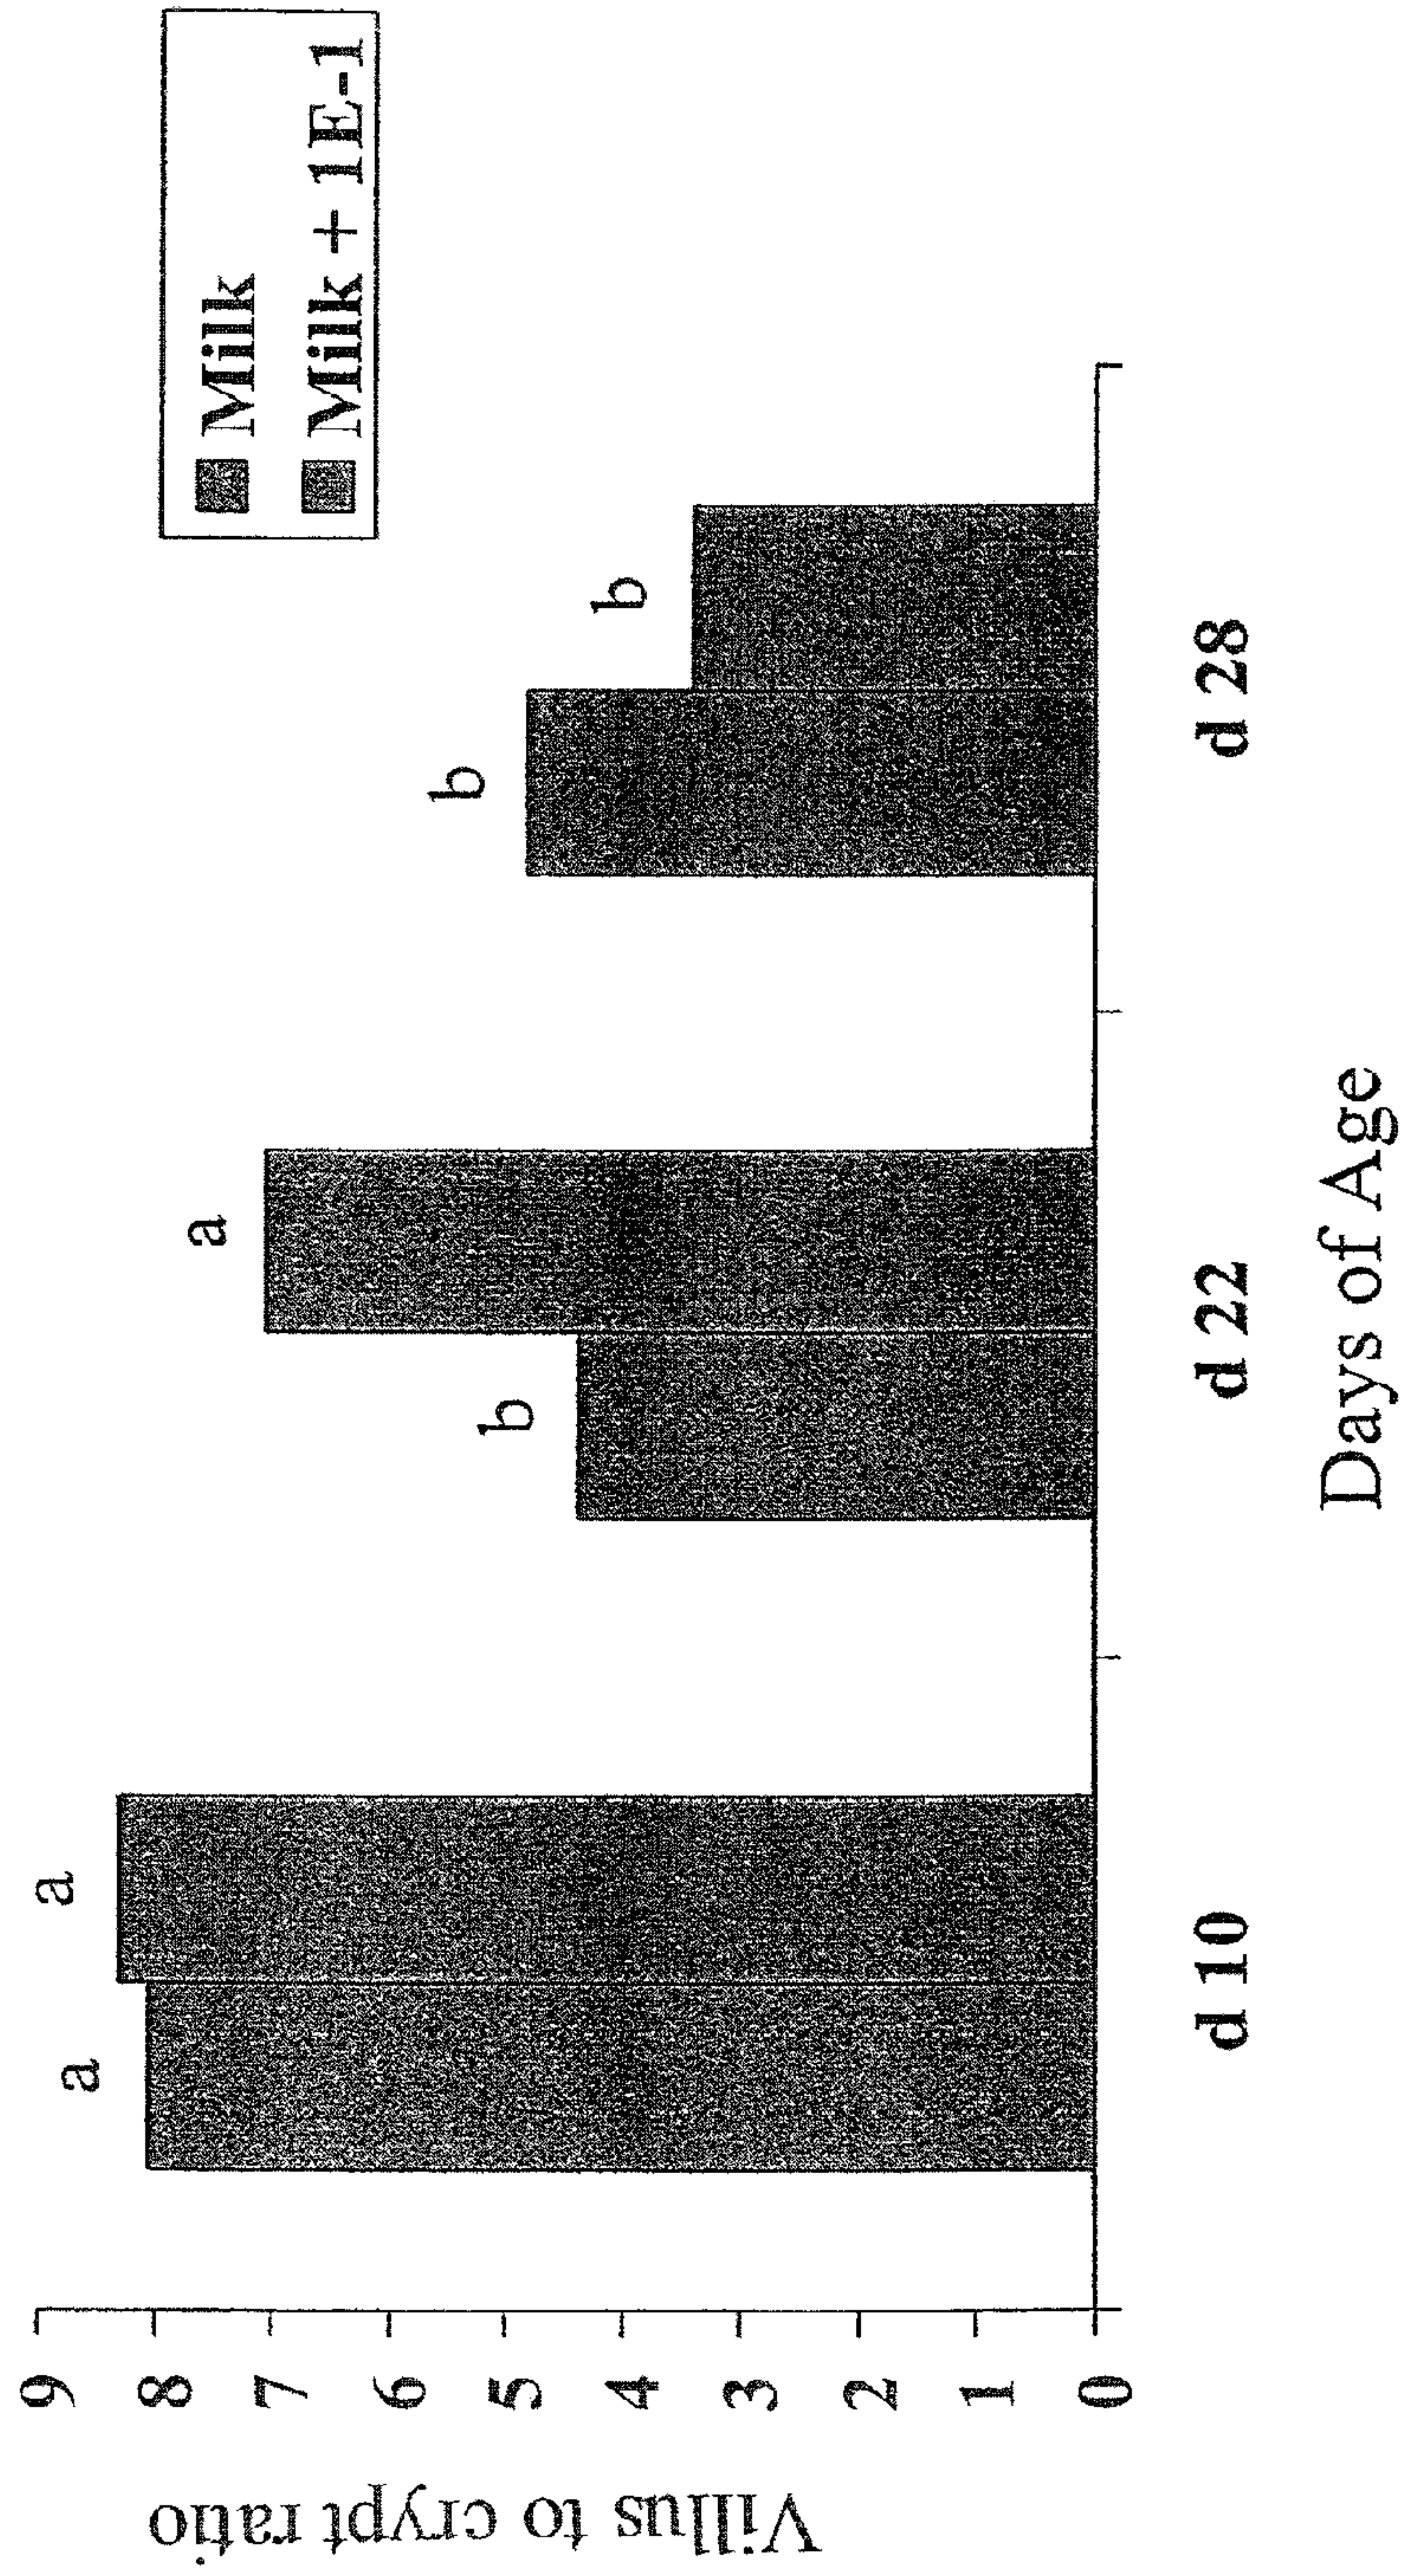 Milk
Milk + 1E-1
Villus to crypt ratio
9
8
7
6
5
4
3
2
1
0
a
a
b
a
b
b
d 10
d 22
d 28
Days of Age